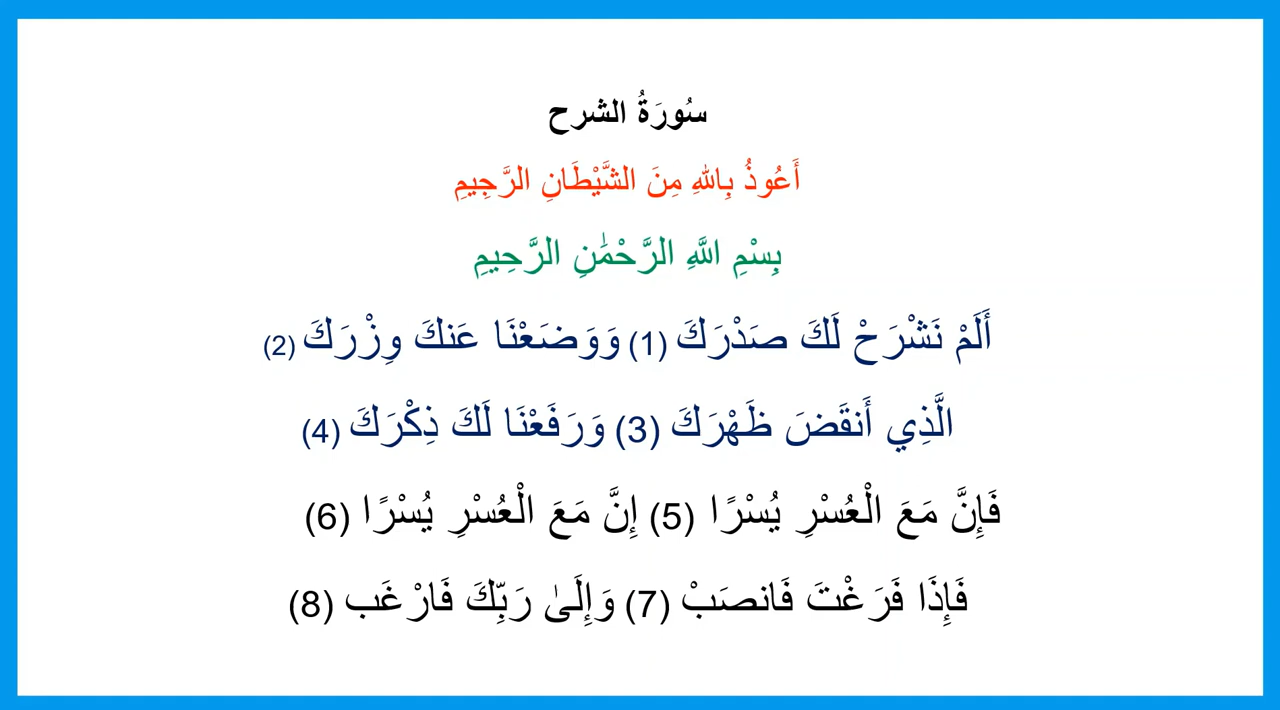 سُورَةُ الشرح
أَعُوذُ بِاللهِ مِنَ الشَّيْطَانِ الرَّجِيمِ
بِسْمِ اللَّهِ الرَّحْمَٰنِ الرَّحِيمِ
أَلَمْ نَشْرَحْ لَكَ صَدْرَكَ (1) وَوَضَعْنَا عَنكَ وِزْرَكَ (2)
الَّذِي أَنقَضَ ظَهْرَكَ (3) وَرَفَعْنَا لَكَ ذِكْرَكَ (4)
فَإِنَّ مَعَ الْعُسْرِ يُسْرًا (5) إِنَّ مَعَ الْعُسْرِ يُسْرًا (6)
فَإِذَا فَرَغْتَ فَانصَبْ (7) وَإِلَىٰ رَبِّكَ فَارْغَب (8)